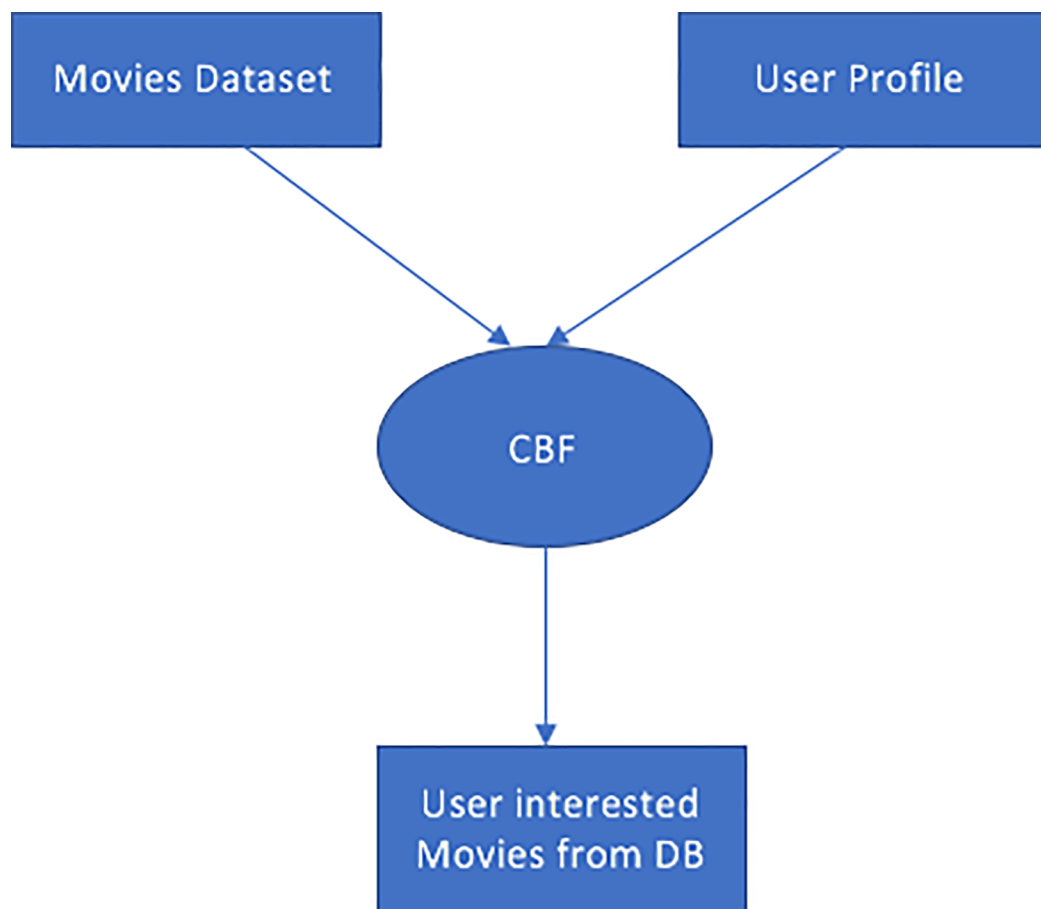 Movies Dataset
User Profile
CBF
User interested
Movies from DB